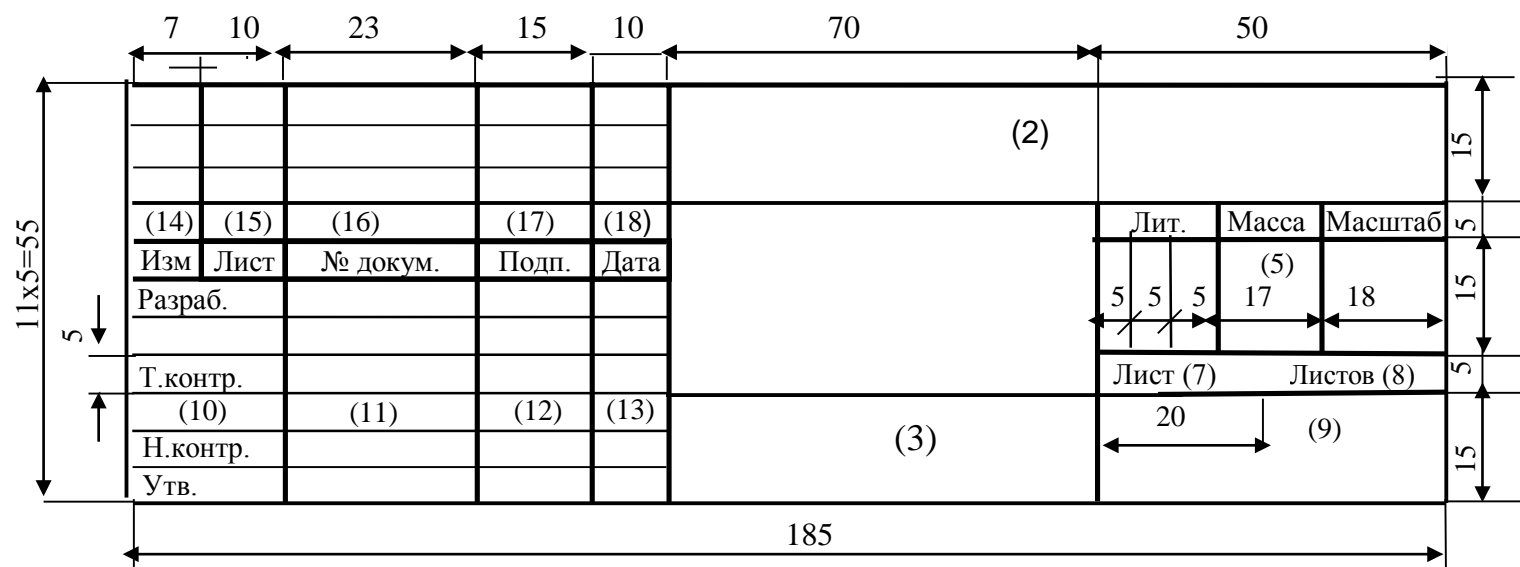 7 10 23 15 10 70 50
(2)
15
(14) (15) (16) (17) (18) Лит. Масса Масштаб 5
Изм Лист № докум. Подп. Дата (5)
11х5=55
Разраб. 5 5 5 17 18 15
5
Т.контр. Лист (7) Листов (8) 5
(10) (11) (12) (13) 20 (9)
Н.контр. (3) 15
Утв.
185